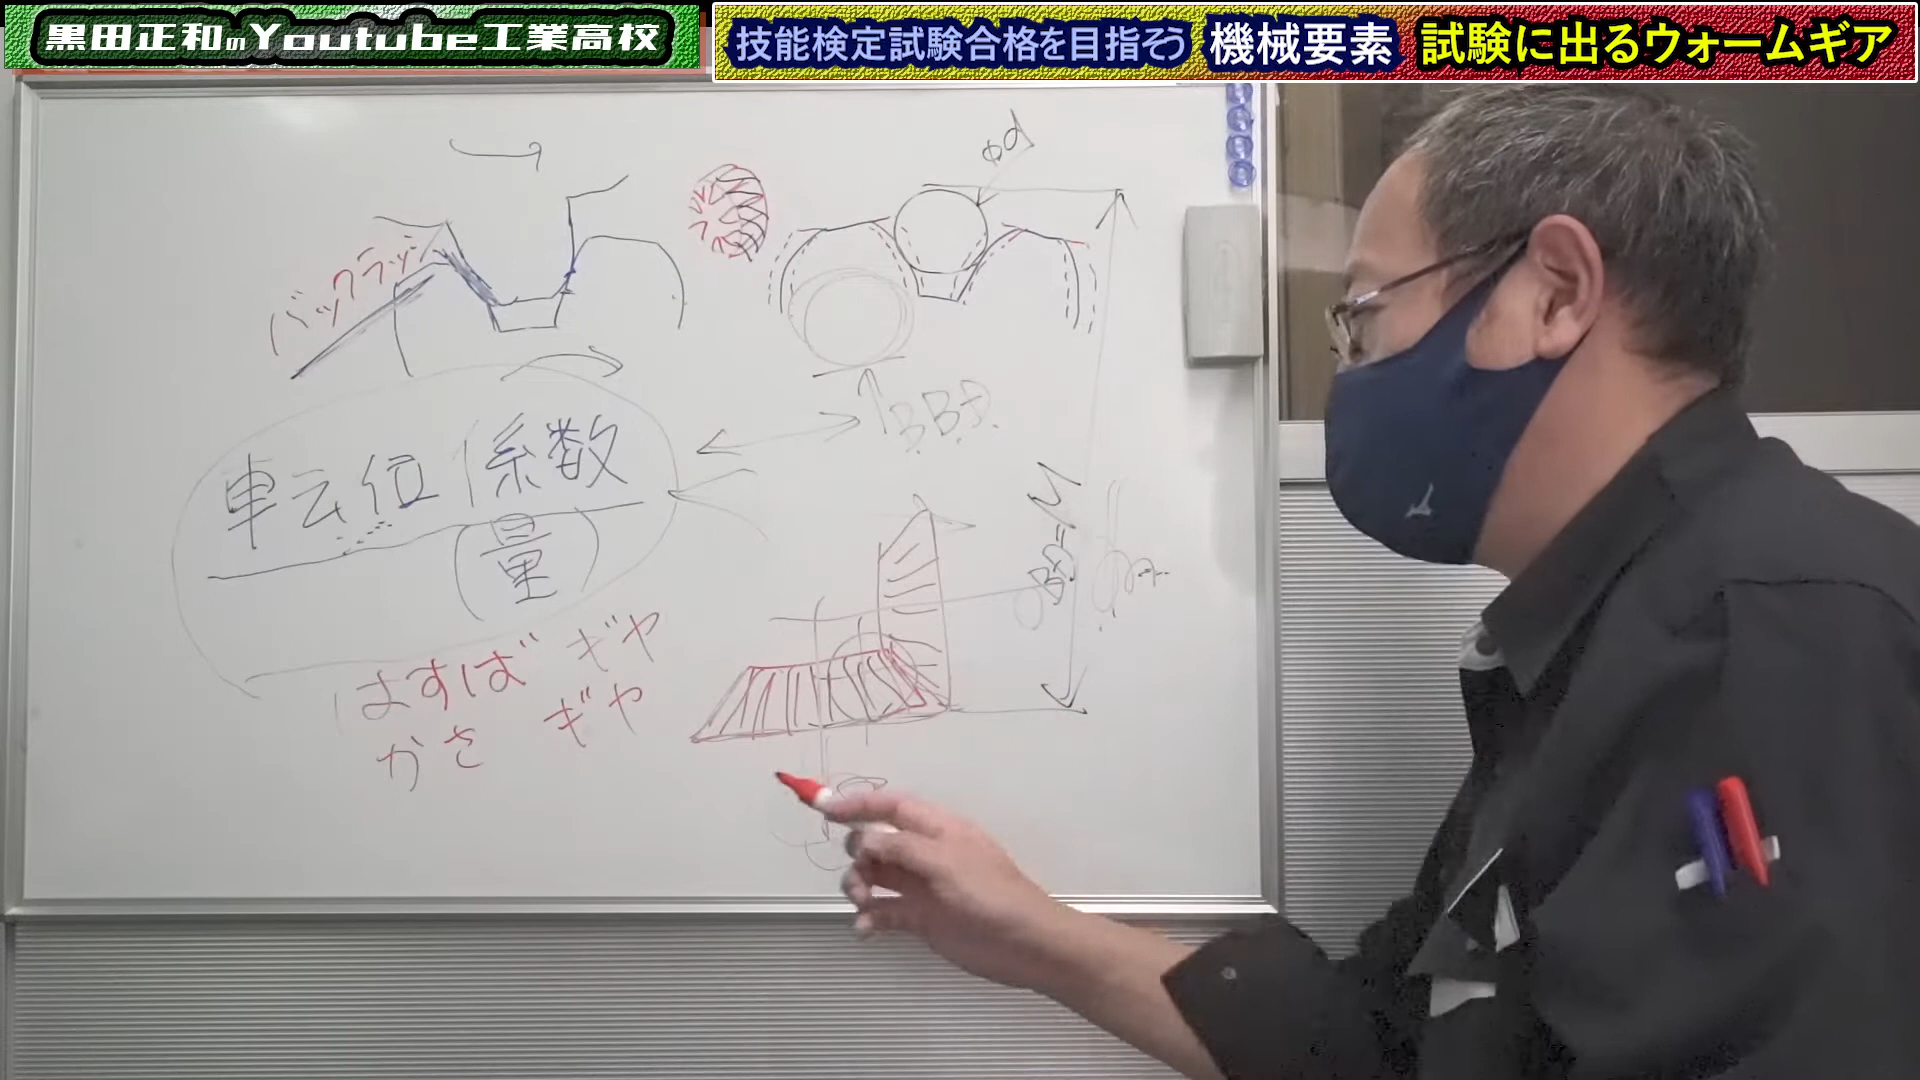 黒田正和のYoutube工業高校
技能検定試験合格を目指そう 機械要素 試験に出るウォームギア
φd
バックラッシ
B.B.D.
転位係数
(量)
はすば ギヤ
かさ ギヤ